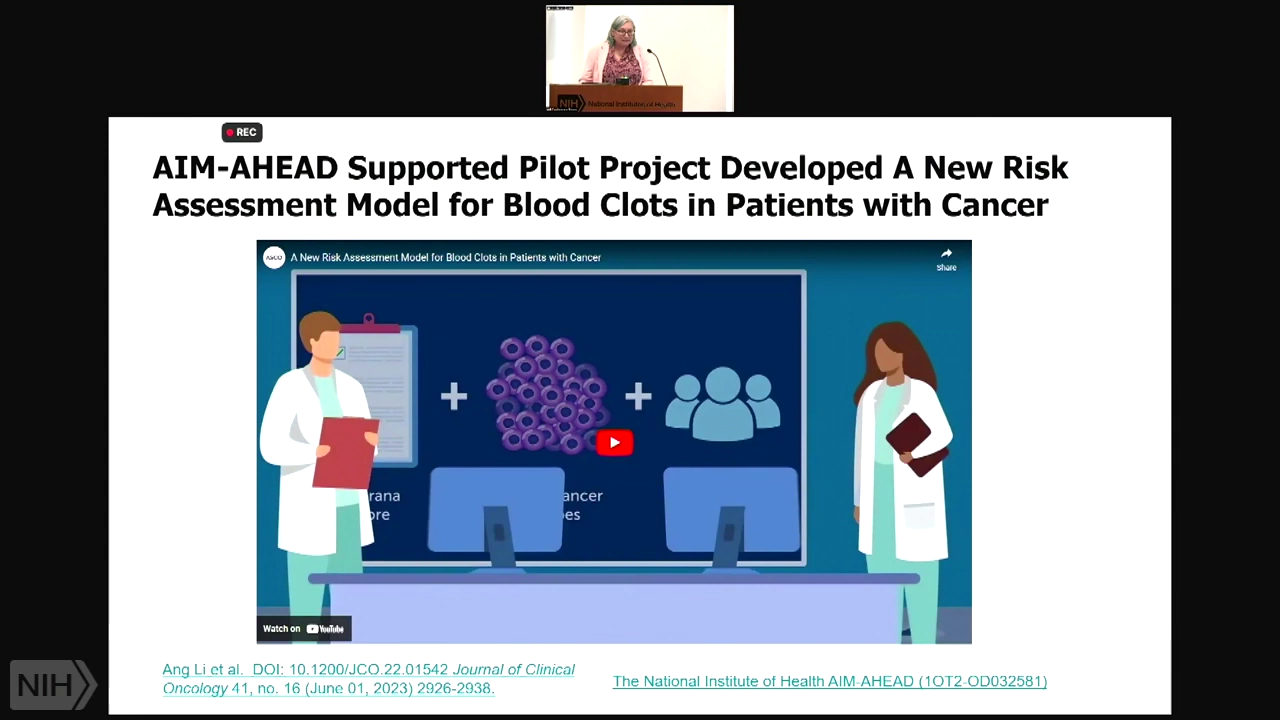 NIH National Institutes of Health
REC
AIM-AHEAD Supported Pilot Project Developed A New Risk
Assessment Model for Blood Clots in Patients with Cancer
ASCO A New Risk Assessment Model for Blood Clots in Patients with Cancer
Share
rana
ore
ancer
es
Watch on YouTube
Ang Li et al. DOI: 10.1200/JCO.22.01542 Journal of Clinical
Oncology 41, no. 16 (June 01, 2023) 2926-2938.
The National Institute of Health AIM-AHEAD (1OT2-OD032581)
NIH